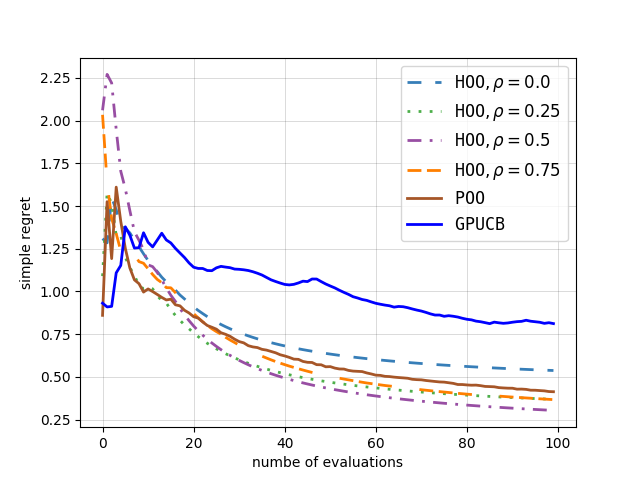 2.25
2.00
1.75
1.50
1.25
1.00
0.75
0.50
0.25
simple regret
0 20 40 60 80 100
numbe of evaluations
HOO, ρ = 0.0
HOO, ρ = 0.25
HOO, ρ = 0.5
HOO, ρ = 0.75
POO
GPUCB